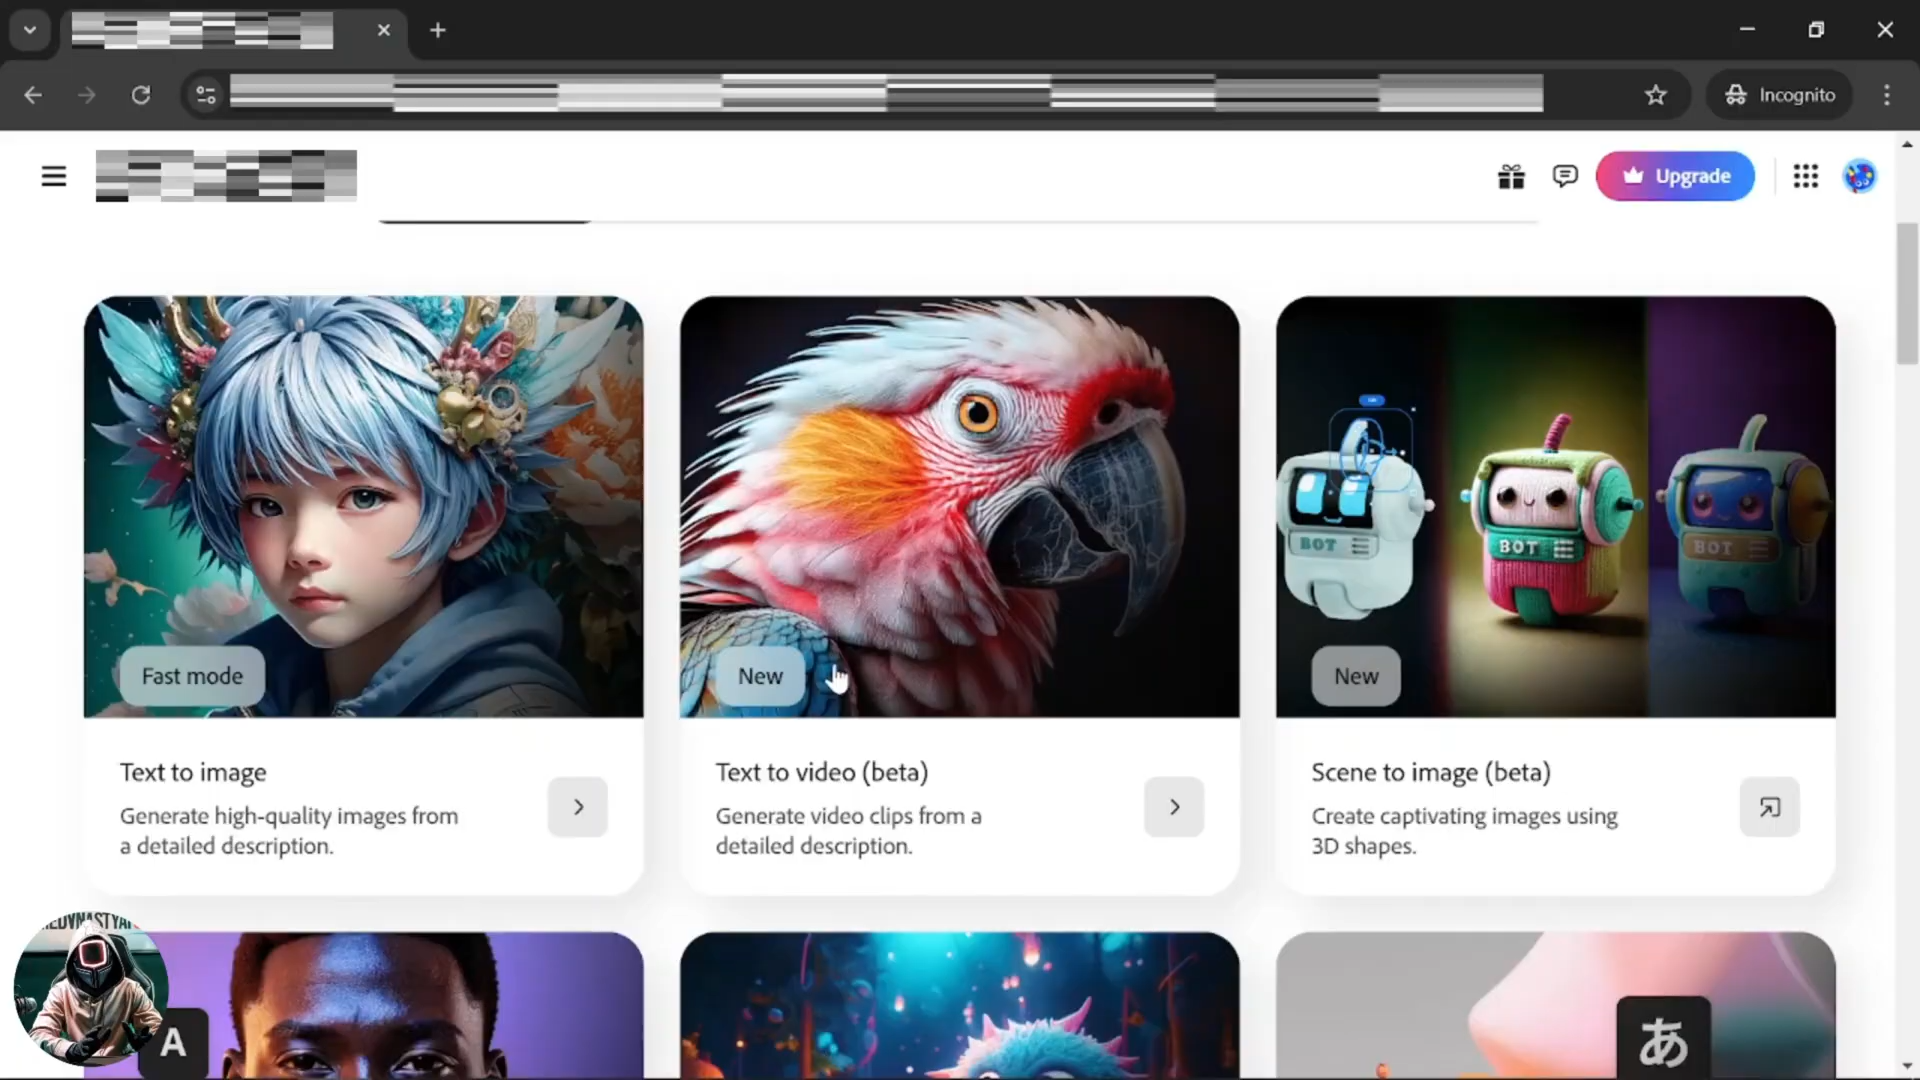 Incognito
Upgrade
Fast mode
New
BOT
BOT
BOT
New
Text to image
Generate high-quality images from
a detailed description.
Text to video (beta)
Generate video clips from a
detailed description.
Scene to image (beta)
Create captivating images using
3D shapes.
A
あ